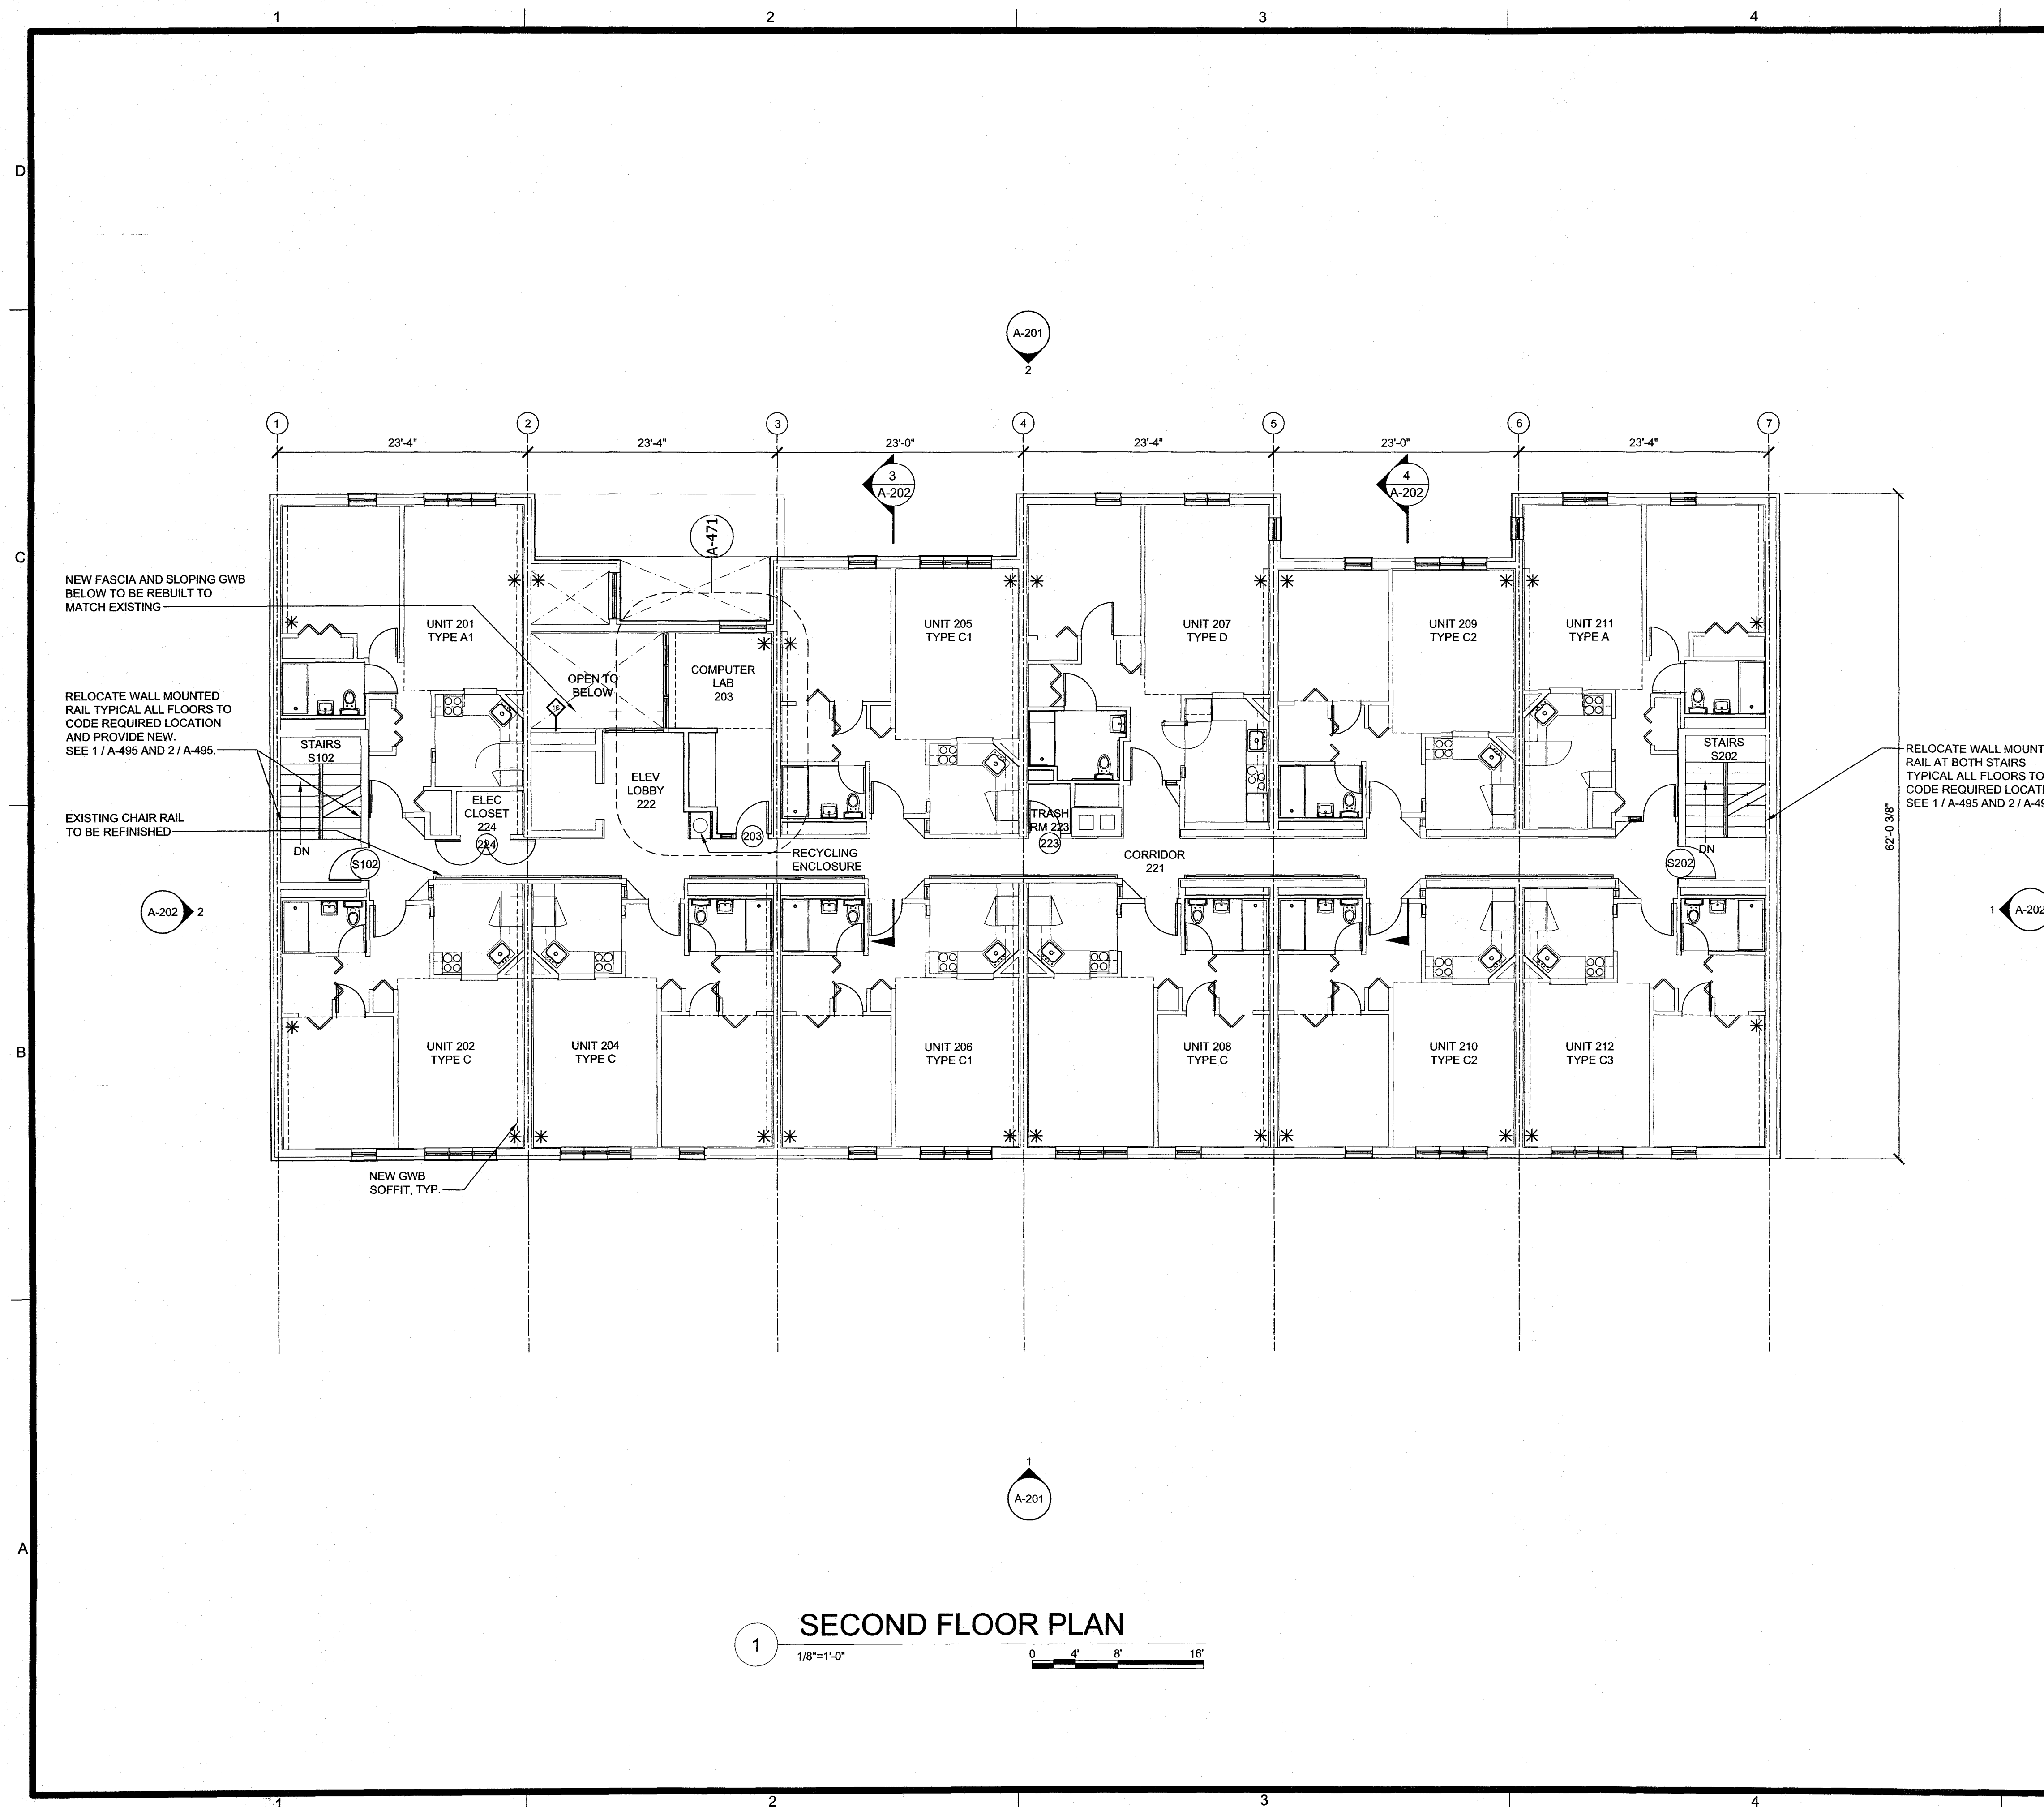 1 2 3 4
D
C
B
A
A-201
2
1 2 3 4 5 6 7
23'-4" 23'-4" 23'-0" 23'-4" 23'-0" 23'-4"
3
A-202
4
A-202
A-471
NEW FASCIA AND SLOPING GWB
BELOW TO BE REBUILT TO
MATCH EXISTING
RELOCATE WALL MOUNTED
RAIL TYPICAL ALL FLOORS TO
CODE REQUIRED LOCATION
AND PROVIDE NEW.
SEE 1 / A-495 AND 2 / A-495.
EXISTING CHAIR RAIL
TO BE REFINISHED
UNIT 201
TYPE A1
OPEN TO
BELOW
COMPUTER
LAB
203
UNIT 205
TYPE C1
UNIT 207
TYPE D
UNIT 209
TYPE C2
UNIT 211
TYPE A
STAIRS
S102
DN
S102
ELEC
CLOSET
224
224
ELEV
LOBBY
222
203
RECYCLING
ENCLOSURE
TRASH
RM 223
223
CORRIDOR
221
STAIRS
S202
DN
S202
RELOCATE WALL MOUNT
RAIL AT BOTH STAIRS
TYPICAL ALL FLOORS TO
CODE REQUIRED LOCATI
SEE 1 / A-495 AND 2 / A-49
62'-0 3/8"
A-202 2
1 A-202
UNIT 202
TYPE C
UNIT 204
TYPE C
UNIT 206
TYPE C1
UNIT 208
TYPE C
UNIT 210
TYPE C2
UNIT 212
TYPE C3
NEW GWB
SOFFIT, TYP.
1
A-201
1
SECOND FLOOR PLAN
1/8"=1'-0"
0 4' 8' 16'
1 2 3 4